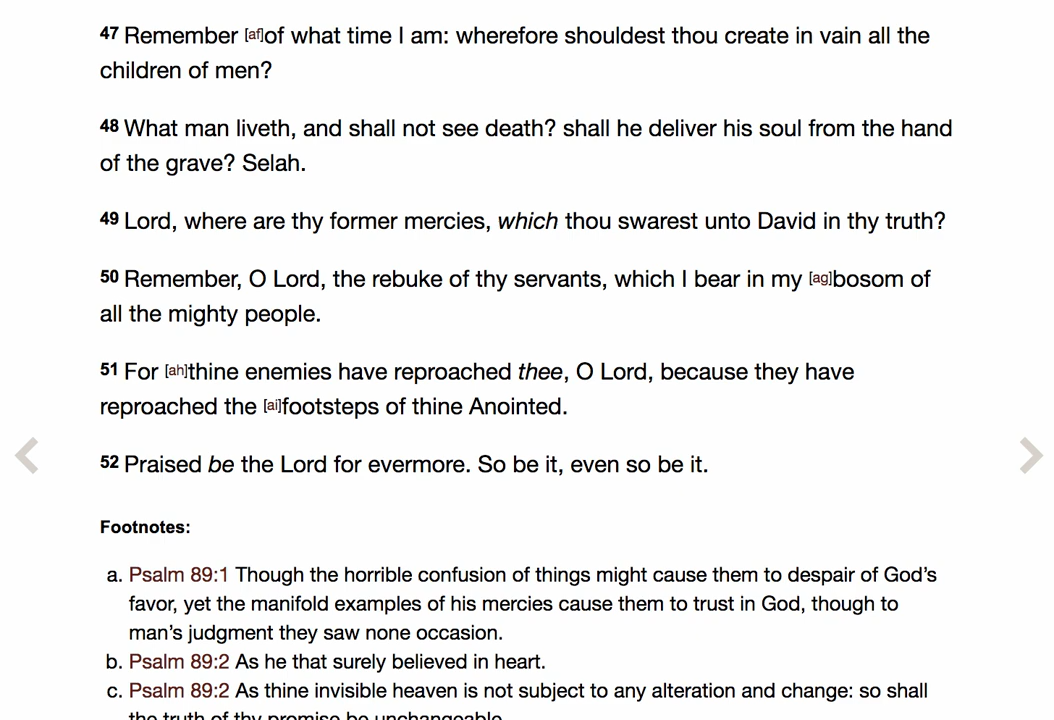 47 Remember [af]of what time I am: wherefore shouldest thou create in vain all the
children of men?
48 What man liveth, and shall not see death? shall he deliver his soul from the hand
of the grave? Selah.
49 Lord, where are thy former mercies, which thou swarest unto David in thy truth?
50 Remember, O Lord, the rebuke of thy servants, which I bear in my [ag]bosom of
all the mighty people.
51 For [ah]thine enemies have reproached thee, O Lord, because they have
reproached the [ai]footsteps of thine Anointed.
52 Praised be the Lord for evermore. So be it, even so be it.
Footnotes:
a. Psalm 89:1 Though the horrible confusion of things might cause them to despair of God’s
favor, yet the manifold examples of his mercies cause them to trust in God, though to
man’s judgment they saw none occasion.
b. Psalm 89:2 As he that surely believed in heart.
c. Psalm 89:2 As thine invisible heaven is not subject to any alteration and change: so shall
the truth of thy promise be unchangeable.